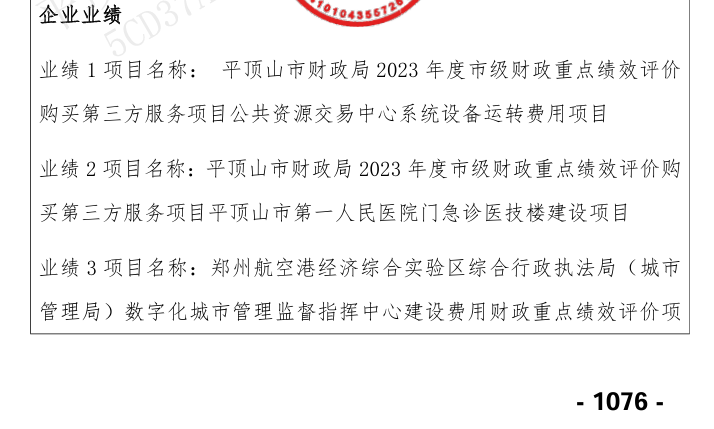 企业业绩
业绩 1 项目名称： 平顶山市财政局 2023 年度市级财政重点绩效评价
购买第三方服务项目公共资源交易中心系统设备运转费用项目
业绩 2 项目名称：平顶山市财政局 2023 年度市级财政重点绩效评价购
买第三方服务项目平顶山市第一人民医院门急诊医技楼建设项目
业绩 3 项目名称：郑州航空港经济综合实验区综合行政执法局（城市
管理局）数字化城市管理监督指挥中心建设费用财政重点绩效评价项
- 1076 -